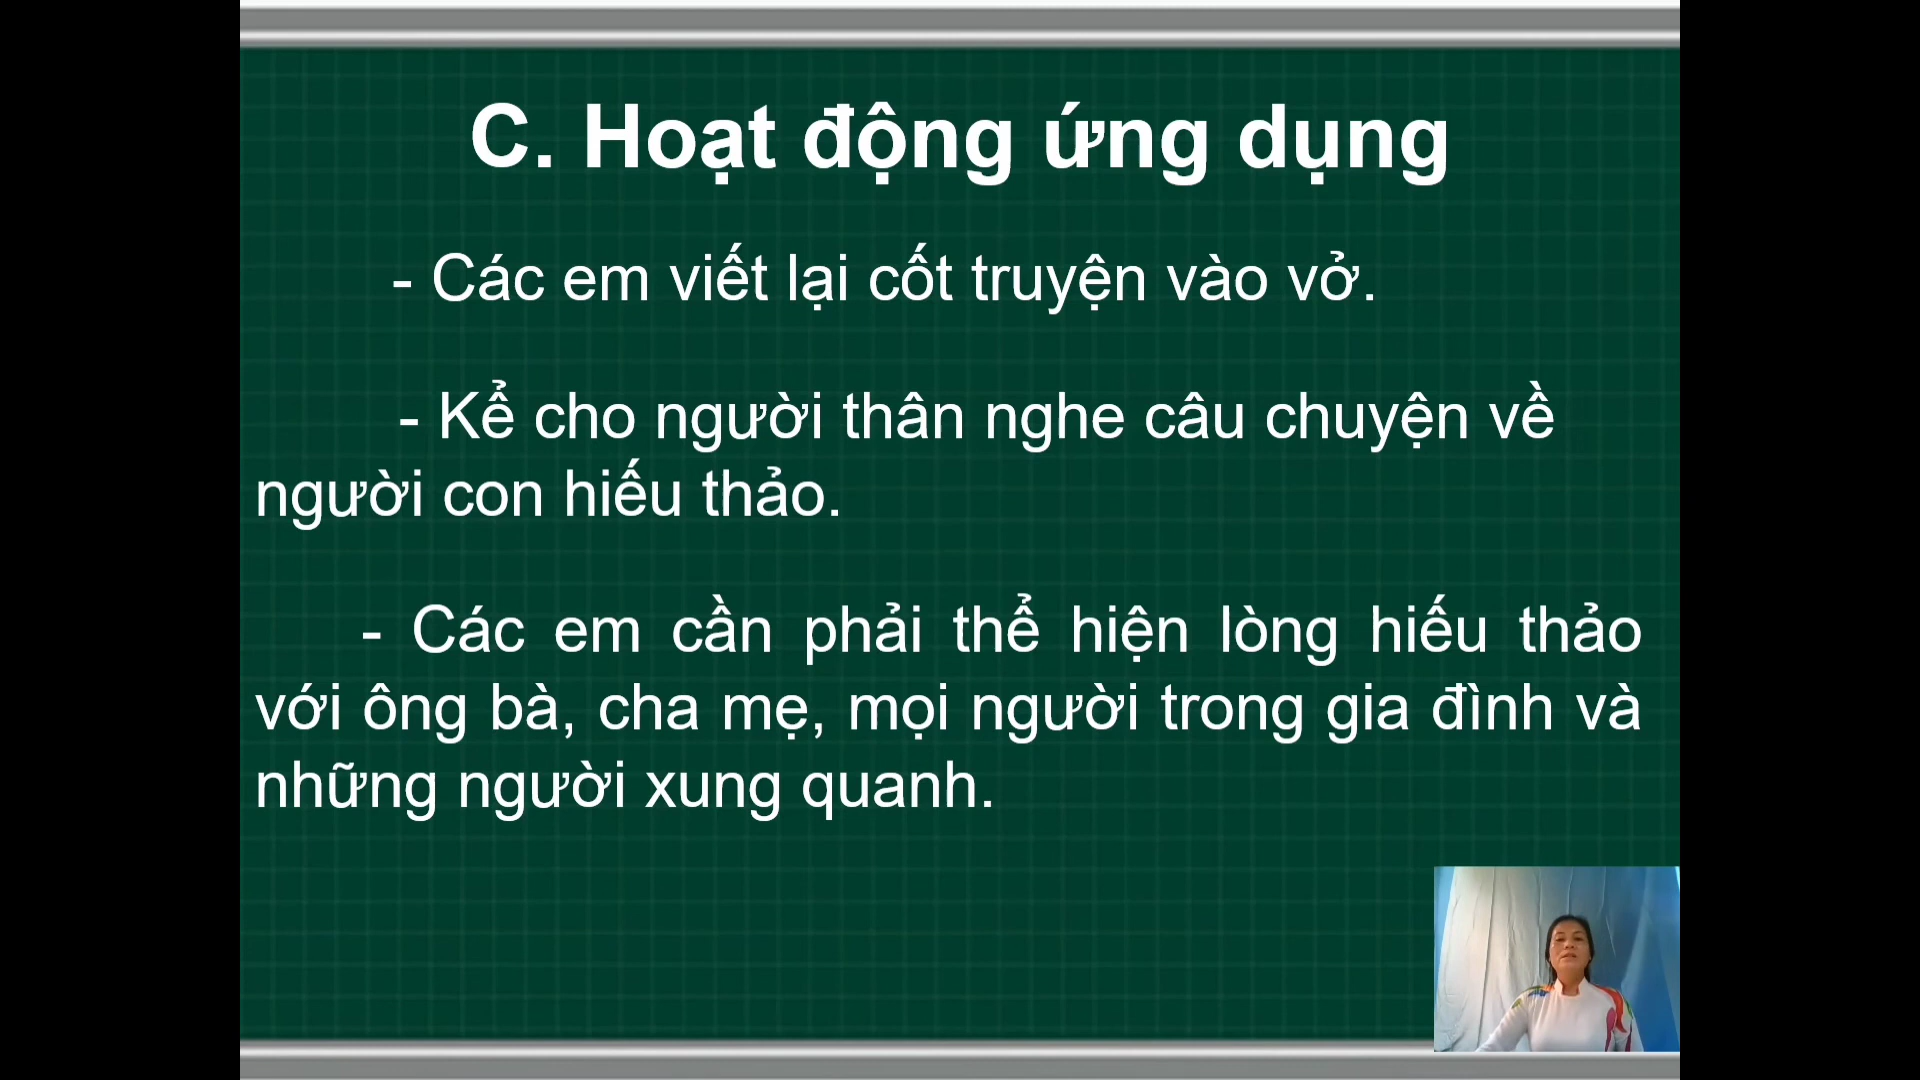 C. Hoạt động ứng dụng
- Các em viết lại cốt truyện vào vở.
- Kể cho người thân nghe câu chuyện về
người con hiếu thảo.
- Các em cần phải thể hiện lòng hiếu thảo
với ông bà, cha mẹ, mọi người trong gia đình và
những người xung quanh.